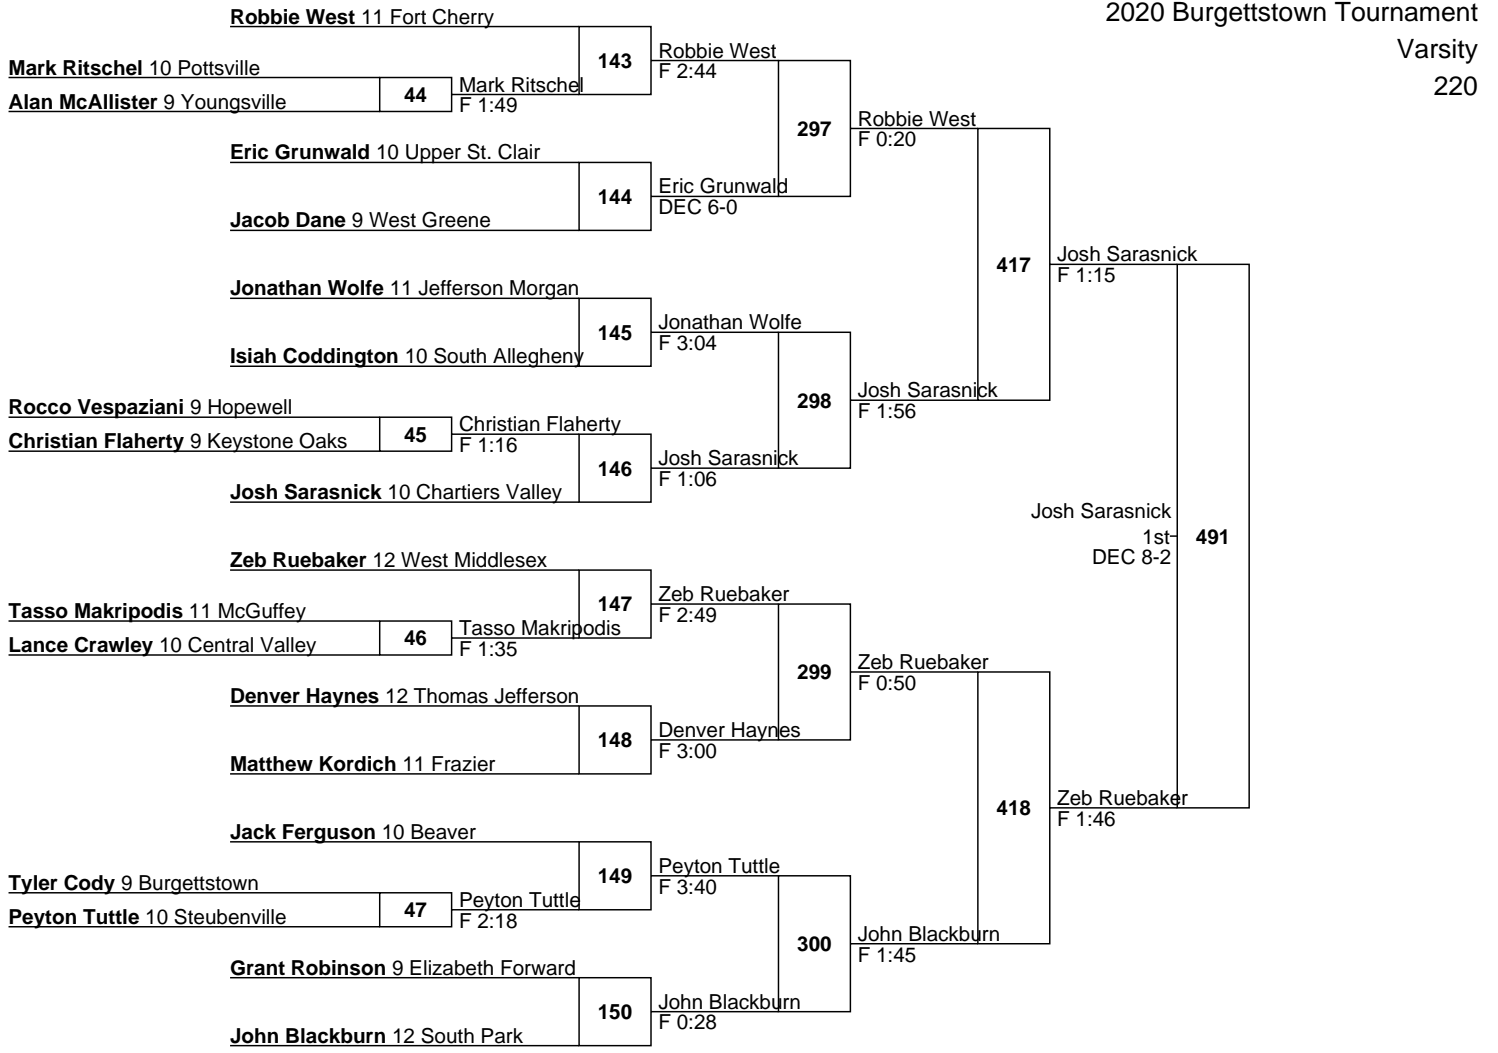 2020 Burgettstown Tournament
Varsity
220
Robbie West 11 Fort Cherry
143
Robbie West
F 2:44
Mark Ritschel 10 Pottsville
44
Mark Ritschel
F 1:49
Alan McAllister 9 Youngsville
297
Robbie West
F 0:20
Eric Grunwald 10 Upper St. Clair
144
Eric Grunwald
DEC 6-0
Jacob Dane 9 West Greene
417
Josh Sarasnick
F 1:15
Jonathan Wolfe 11 Jefferson Morgan
145
Jonathan Wolfe
F 3:04
Isiah Coddington 10 South Allegheny
298
Josh Sarasnick
F 1:56
Rocco Vespaziani 9 Hopewell
45
Christian Flaherty
F 1:16
Christian Flaherty 9 Keystone Oaks
146
Josh Sarasnick
F 1:06
Josh Sarasnick 10 Chartiers Valley
Josh Sarasnick
1st
DEC 8-2
491
Zeb Ruebaker 12 West Middlesex
147
Zeb Ruebaker
F 2:49
Tasso Makripodis 11 McGuffey
46
Tasso Makripodis
F 1:35
Lance Crawley 10 Central Valley
299
Zeb Ruebaker
F 0:50
Denver Haynes 12 Thomas Jefferson
148
Denver Haynes
F 3:00
Matthew Kordich 11 Frazier
418
Zeb Ruebaker
F 1:46
Jack Ferguson 10 Beaver
149
Peyton Tuttle
F 3:40
Tyler Cody 9 Burgettstown
47
Peyton Tuttle
F 2:18
Peyton Tuttle 10 Steubenville
300
John Blackburn
F 1:45
Grant Robinson 9 Elizabeth Forward
150
John Blackburn
F 0:28
John Blackburn 12 South Park